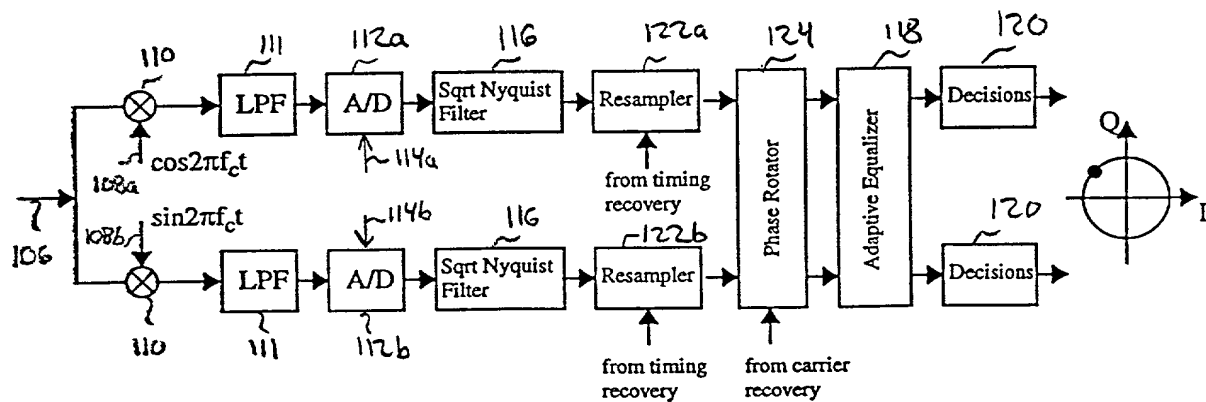 110
111
112a
116
122a
124
118
120
LPF
A/D
Sqrt Nyquist
Filter
Resampler
Phase Rotator
Adaptive Equalizer
Decisions
108a
cos2πf_ct
114a
from timing
recovery
Q
I
106
108b
sin2πf_ct
114b
116
122b
120
LPF
A/D
Sqrt Nyquist
Filter
Resampler
Decisions
110
111
112b
from timing
recovery
from carrier
recovery